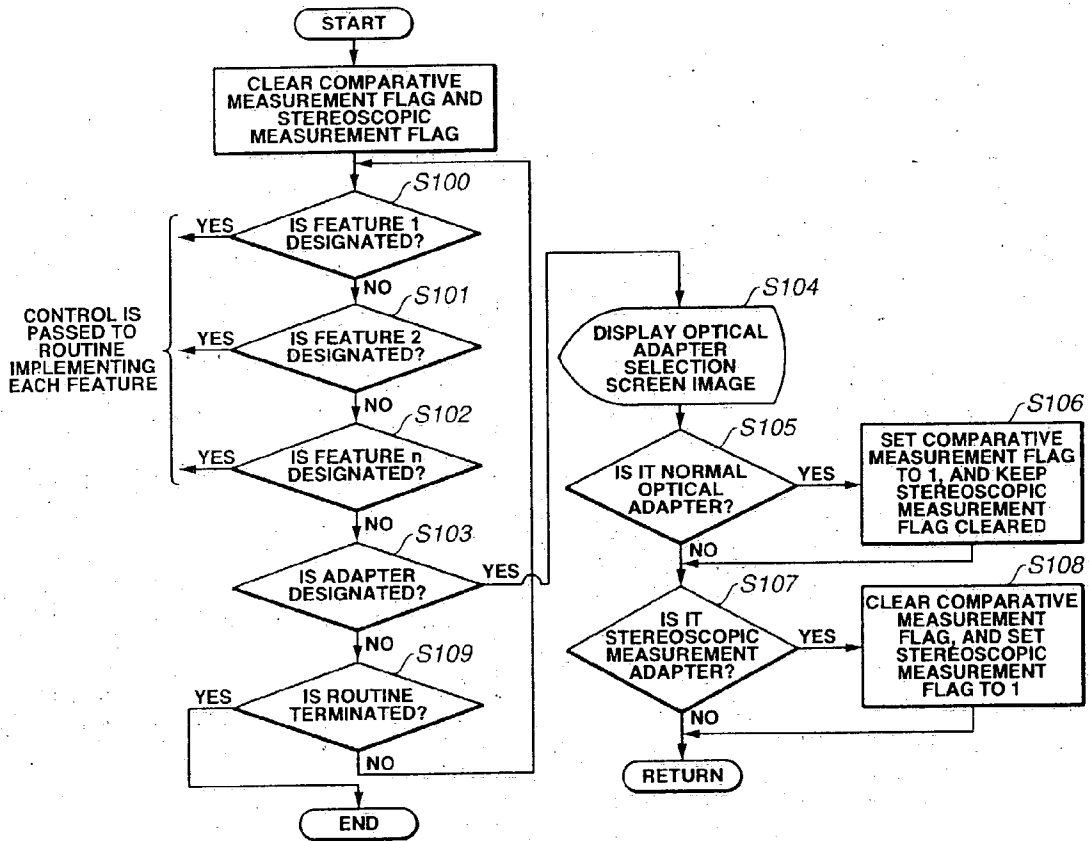 START
CLEAR COMPARATIVE
MEASUREMENT FLAG AND
STEREOSCOPIC
MEASUREMENT FLAG
S100
YES
IS FEATURE 1
DESIGNATED?
NO
S101
CONTROL IS
PASSED TO
ROUTINE
IMPLEMENTING
EACH FEATURE
YES
IS FEATURE 2
DESIGNATED?
NO
S102
YES
IS FEATURE n
DESIGNATED?
NO
S103
IS ADAPTER
DESIGNATED?
YES
NO
S109
YES
IS ROUTINE
TERMINATED?
NO
END
S104
DISPLAY OPTICAL
ADAPTER
SELECTION
SCREEN IMAGE
S105
IS IT NORMAL
OPTICAL
ADAPTER?
YES
NO
S106
SET COMPARATIVE
MEASUREMENT FLAG
TO 1, AND KEEP
STEREOSCOPIC
MEASUREMENT
FLAG CLEARED
S107
IS IT
STEREOSCOPIC
MEASUREMENT
ADAPTER?
YES
NO
S108
CLEAR COMPARATIVE
MEASUREMENT
FLAG, AND SET
STEREOSCOPIC
MEASUREMENT
FLAG TO 1
RETURN